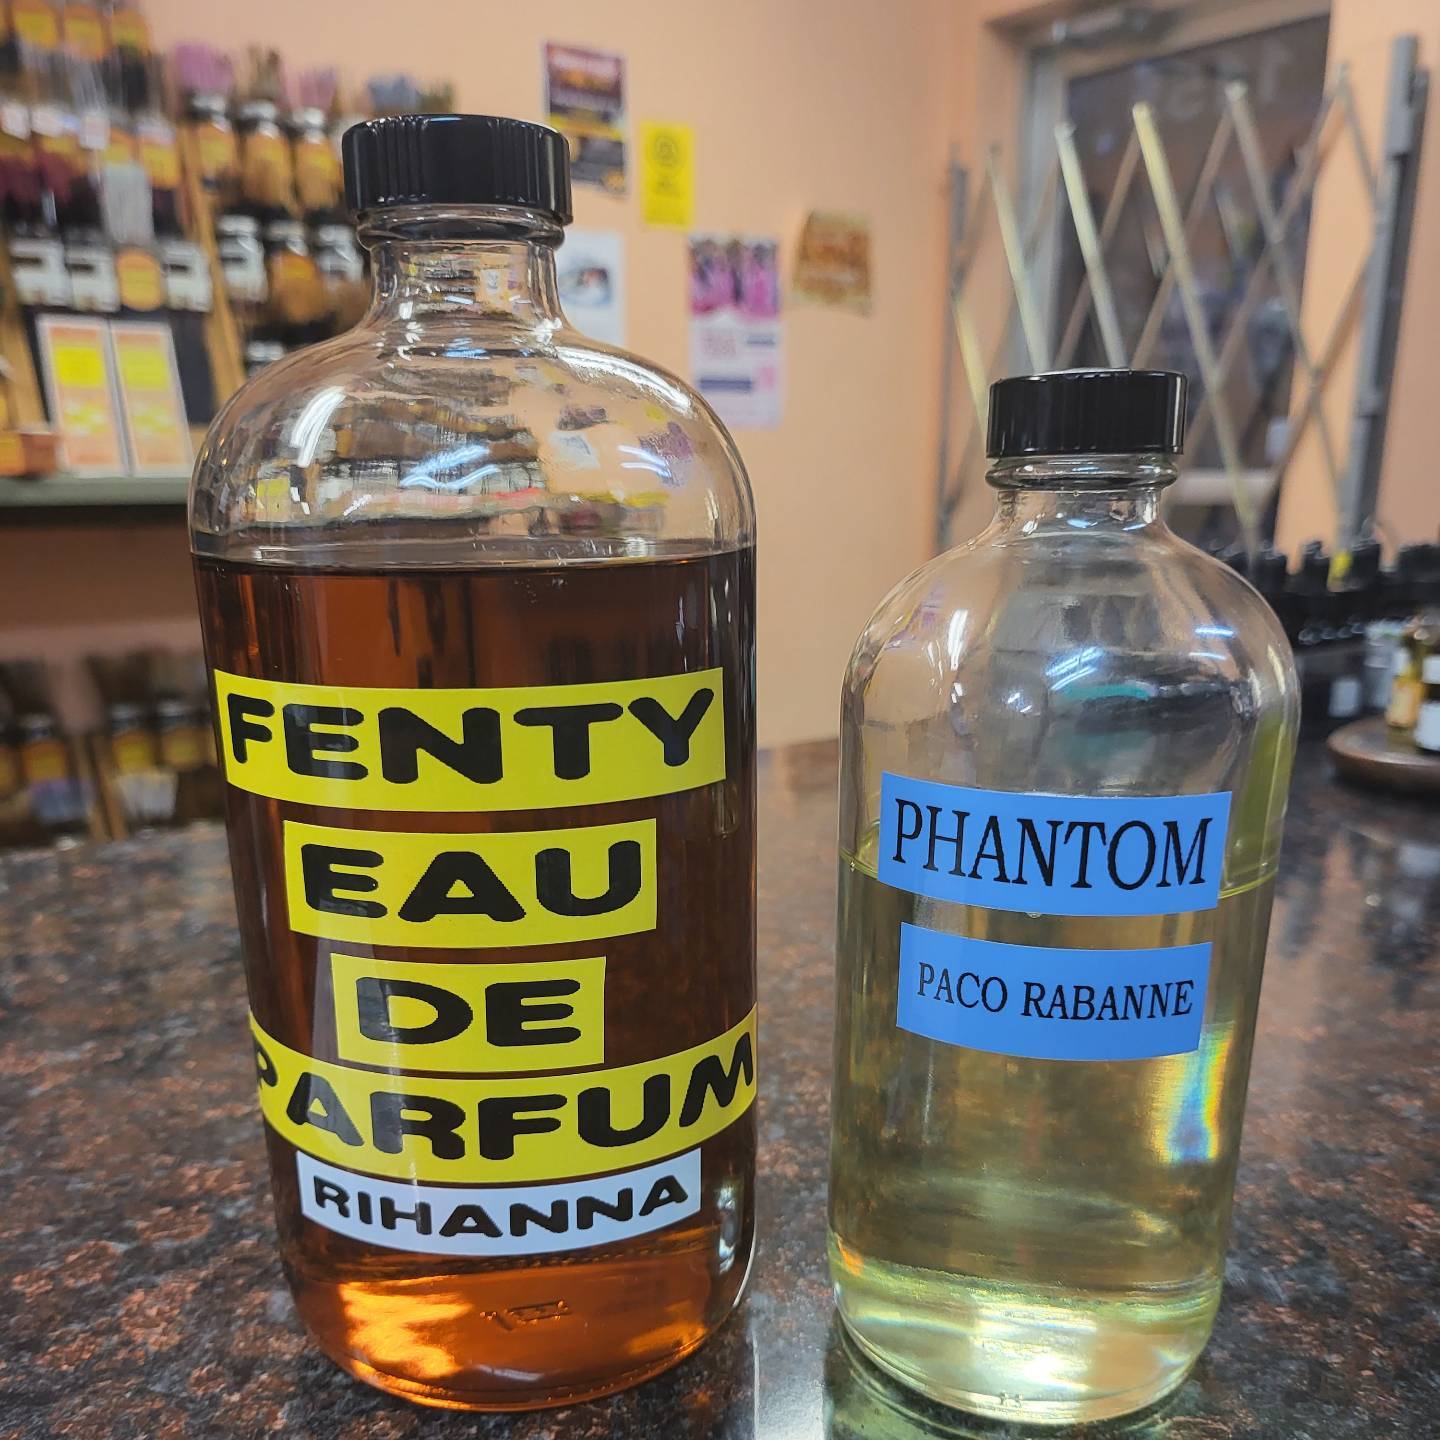 FENTY
EAU
DE
PARFUM
RIHANNA
PHANTOM
PACO RABANNE